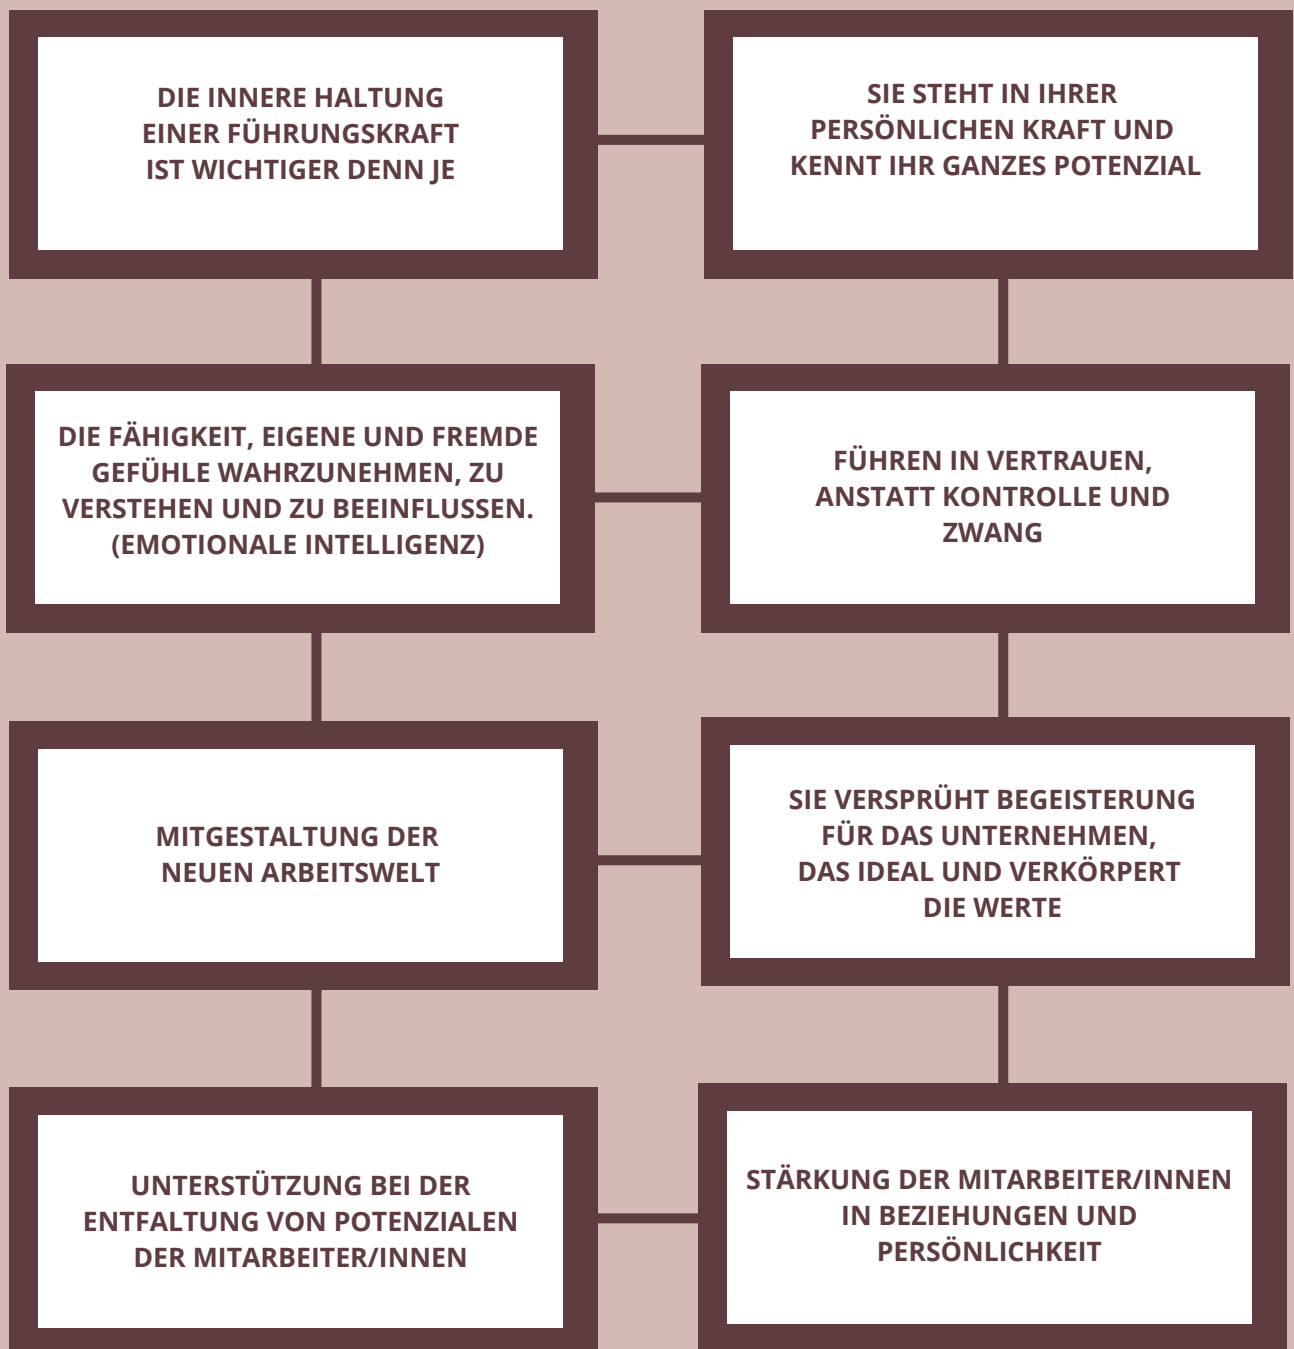 DIE INNERE HALTUNG
EINER FÜHRUNGSKRAFT
IST WICHTIGER DENN JE
SIE STEHT IN IHRER
PERSÖNLICHEN KRAFT UND
KENNT IHR GANZES POTENZIAL
DIE FÄHIGKEIT, EIGENE UND FREMDE
GEFÜHLE WAHRZUNEHMEN, ZU
VERSTEHEN UND ZU BEEINFLUSSEN.
(EMOTIONALE INTELLIGENZ)
FÜHREN IN VERTRAUEN,
ANSTATT KONTROLLE UND
ZWANG
MITGESTALTUNG DER
NEUEN ARBEITSWELT
SIE VERSPRÜHT BEGEISTERUNG
FÜR DAS UNTERNEHMEN,
DAS IDEAL UND VERKÖRPERT
DIE WERTE
UNTERSTÜTZUNG BEI DER
ENTFALTUNG VON POTENZIALEN
DER MITARBEITER/INNEN
STÄRKUNG DER MITARBEITER/INNEN
IN BEZIEHUNGEN UND
PERSÖNLICHKEIT